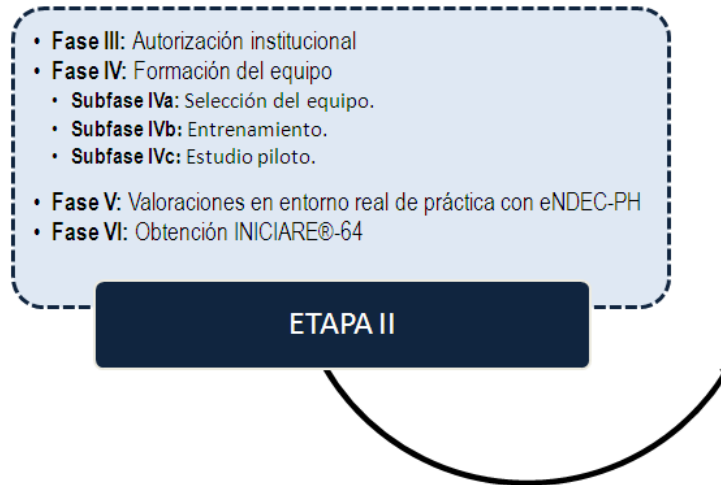 • Fase III: Autorización institucional
• Fase IV: Formación del equipo
• Subfase IVa: Selección del equipo.
• Subfase IVb: Entrenamiento.
• Subfase IVc: Estudio piloto.
• Fase V: Valoraciones en entorno real de práctica con eNDEC-PH
• Fase VI: Obtención INICIARE®-64
ETAPA II